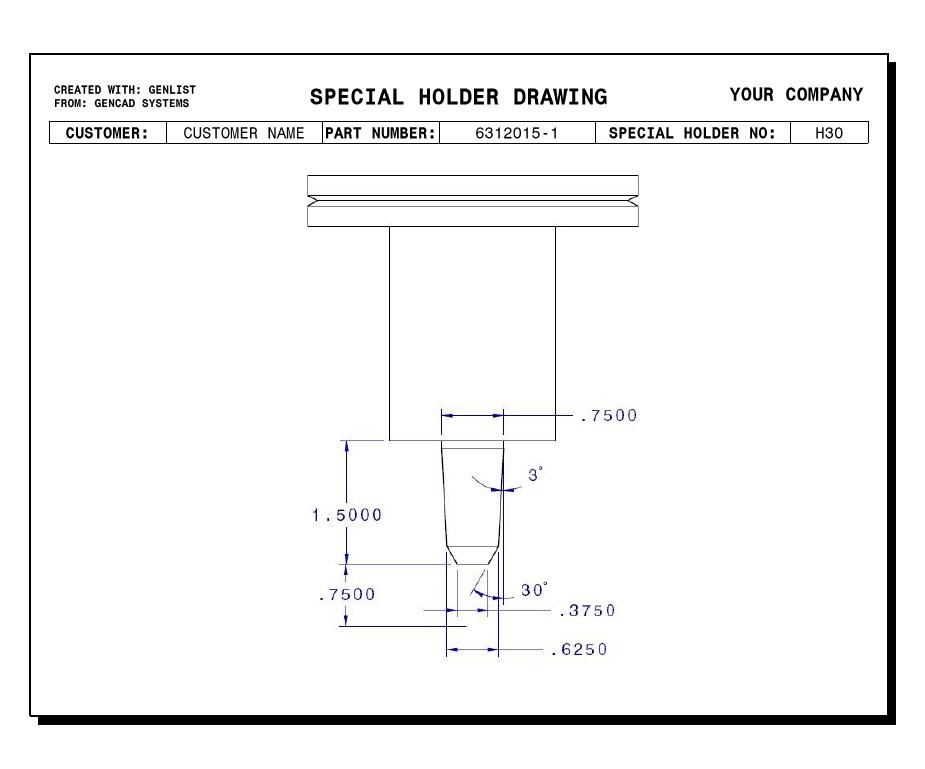 CREATED WITH: GENLIST
FROM: GENCAD SYSTEMS
SPECIAL HOLDER DRAWING
YOUR COMPANY
CUSTOMER: CUSTOMER NAME PART NUMBER: 6312015-1 SPECIAL HOLDER NO: H30
.7500
3°
1.5000
.7500
30°
.3750
.6250